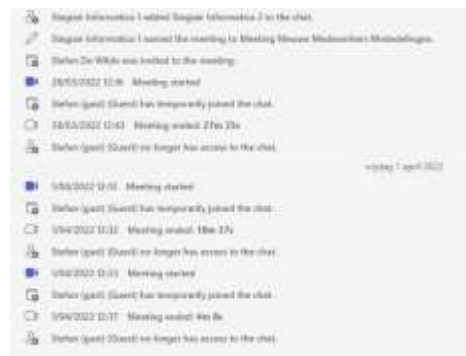 Stagiair Informatica 1 added Stagiair Informatica 2 to the chat.
Stagiair Informatica 1 named the meeting to Meeting Nieuwe Medewerkers Mededelingen.
Stefan De Wilde was invited to the meeting.
28/03/2022 12:16 Meeting started
Stefan (gast) (Guest) has temporarily joined the chat.
28/03/2022 12:43 Meeting ended: 27m 35s
Stefan (gast) (Guest) no longer has access to the chat.
vrijdag 1 april 2022
1/04/2022 Meeting started
Stefan (gast) (Guest) has temporarily joined the chat.
1/04/2022 12:32 Meeting ended: 18m 37s
Stefan (gast) (Guest) no longer has access to the chat.
1/04/2022 12:33 Meeting started
Stefan (gast) (Guest) has temporarily joined the chat.
1/04/2022 12:37 Meeting ended: 4m 8s
Stefan (gast) (Guest) no longer has access to the chat.